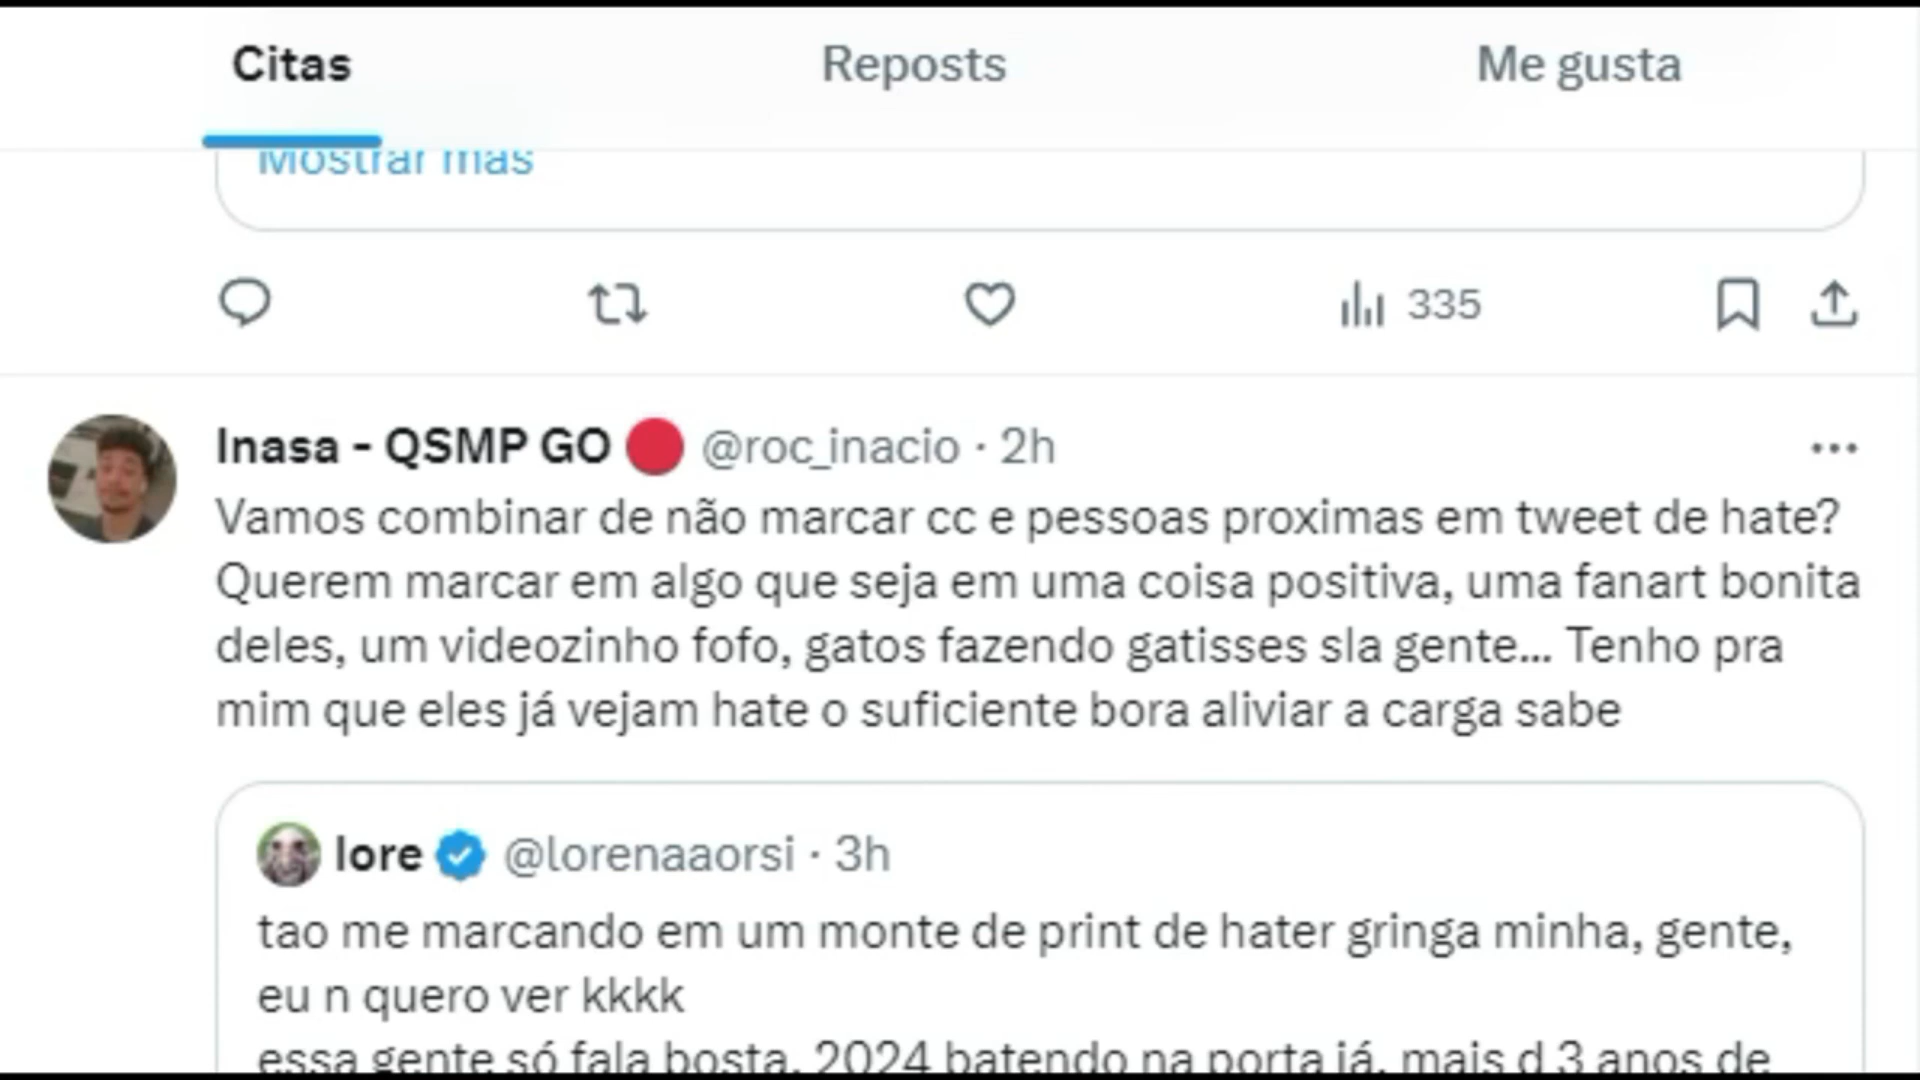 Citas Reposts Me gusta
Mostrar más
335
Inasa - QSMP GO @roc_inacio · 2h
Vamos combinar de não marcar cc e pessoas proximas em tweet de hate?
Querem marcar em algo que seja em uma coisa positiva, uma fanart bonita
deles, um videozinho fofo, gatos fazendo gatisses sla gente... Tenho pra
mim que eles já vejam hate o suficiente bora aliviar a carga sabe
lore @lorenaaorsi · 3h
tao me marcando em um monte de print de hater gringa minha, gente,
eu n quero ver kkkk
essa gente só fala bosta, 2024 batendo na porta já, mais d 3 anos de